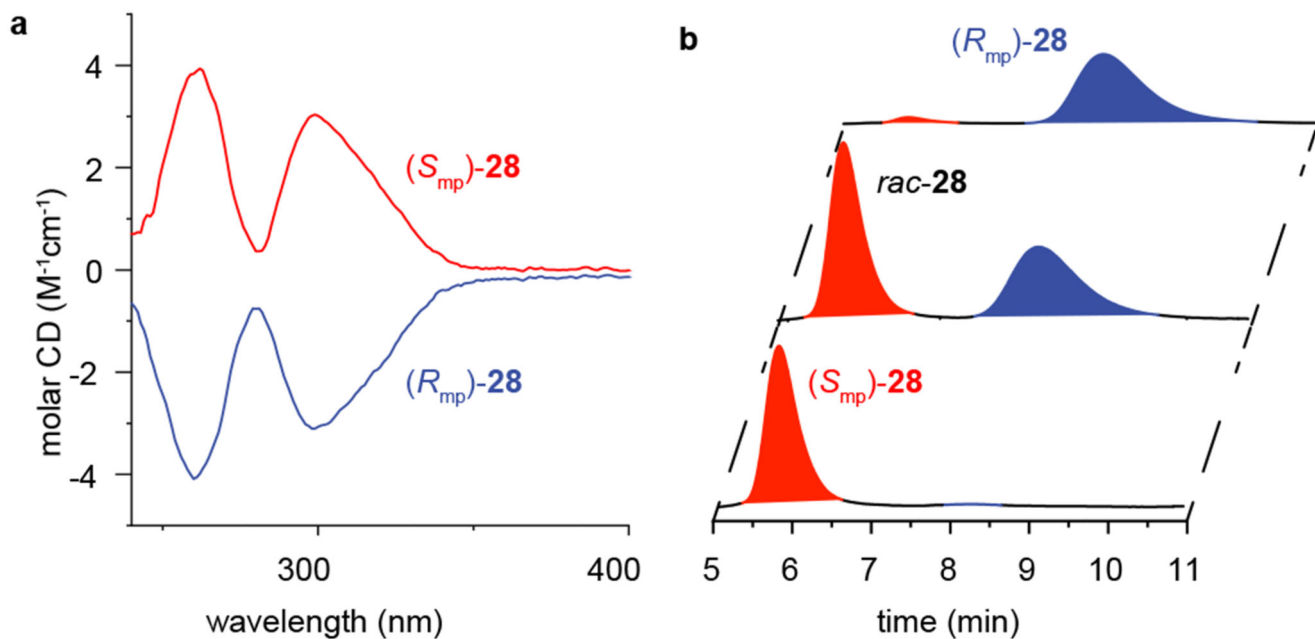 a
molar CD (M⁻¹cm⁻¹)
4
2
0
-2
-4
(Smp)-28
(Rmp)-28
300
400
wavelength (nm)
b
(Rmp)-28
rac-28
(Smp)-28
5 6 7 8 9 10 11
time (min)